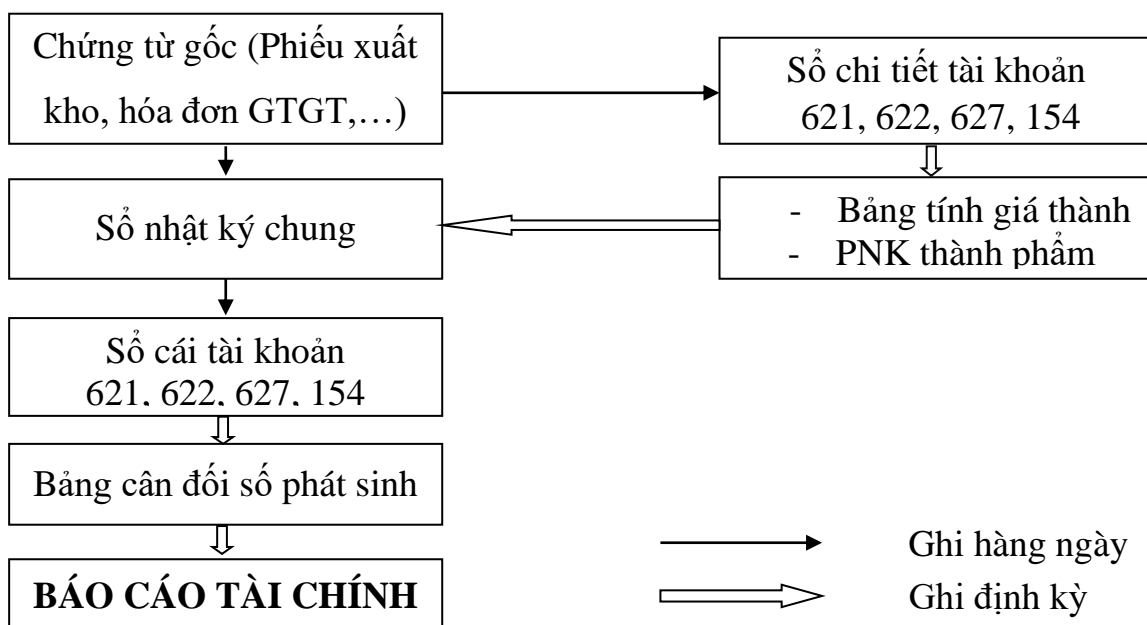 Chứng từ gốc (Phiếu xuất
kho, hóa đơn GTGT,…)
Sổ chi tiết tài khoản
621, 622, 627, 154
Sổ nhật ký chung
- Bảng tính giá thành
- PNK thành phẩm
Sổ cái tài khoản
621, 622, 627, 154
Bảng cân đối số phát sinh
BÁO CÁO TÀI CHÍNH
Ghi hàng ngày
Ghi định kỳ